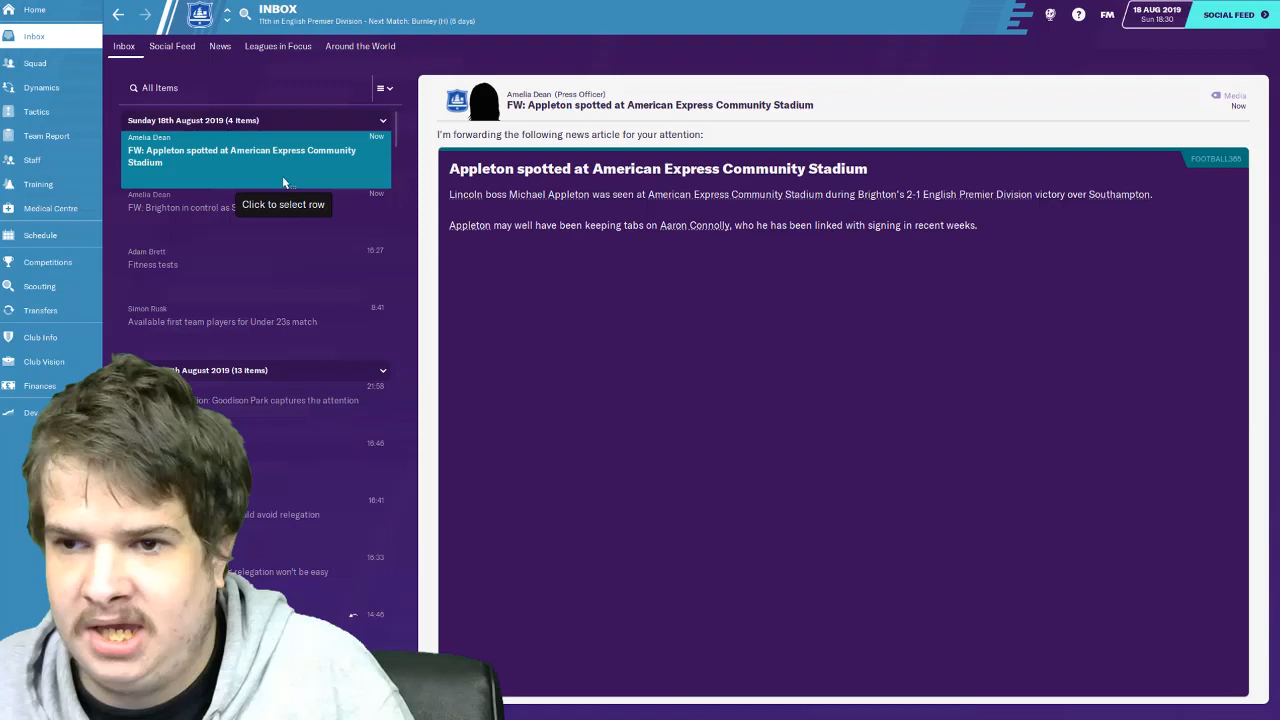 Home
INBOX
11th in English Premier Division - Next Match: Burnley (H) (6 days)
FM
18 AUG 2019
Sun 18:30
SOCIAL FEED
Inbox
Squad
Dynamics
Tactics
Team Report
Staff
Training
Medical Centre
Schedule
Competitions
Scouting
Transfers
Club Info
Club Vision
Finances
Dev.
Inbox
Social Feed
News
Leagues in Focus
Around the World
All Items
Sunday 18th August 2019 (4 Items)
Amelia Dean
Now
FW: Appleton spotted at American Express Community
Stadium
Amelia Dean
Now
FW: Brighton in control as S
Click to select row
Adam Brett
16:27
Fitness tests
Simon Rusk
8:41
Available first team players for Under 23s match.
h August 2019 (13 Items)
21:58
ion: Goodison Park captures the attention
16:46
16:41
ld avoid relegation
16:33
relegation won't be easy
14:46
Amelia Dean (Press Officer)
FW: Appleton spotted at American Express Community Stadium
Media
Now
I'm forwarding the following news article for your attention:
FOOTBALL365
Appleton spotted at American Express Community Stadium
Lincoln boss Michael Appleton was seen at American Express Community Stadium during Brighton's 2-1 English Premier Division victory over Southampton.
Appleton may well have been keeping tabs on Aaron Connolly, who he has been linked with signing in recent weeks.